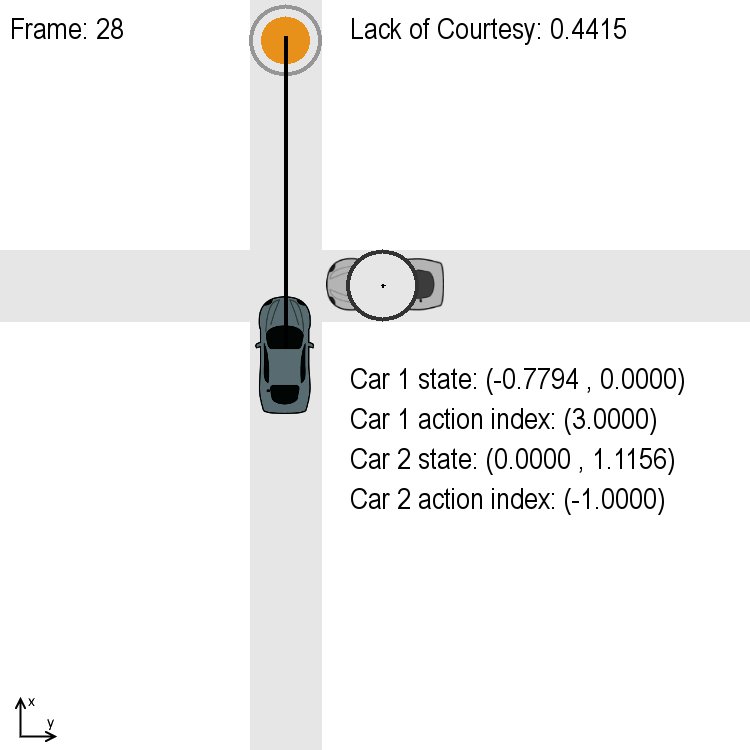 Frame: 28
Lack of Courtesy: 0.4415
Car 1 state: (-0.7794 , 0.0000)
Car 1 action index: (3.0000)
Car 2 state: (0.0000 , 1.1156)
Car 2 action index: (-1.0000)
x
y